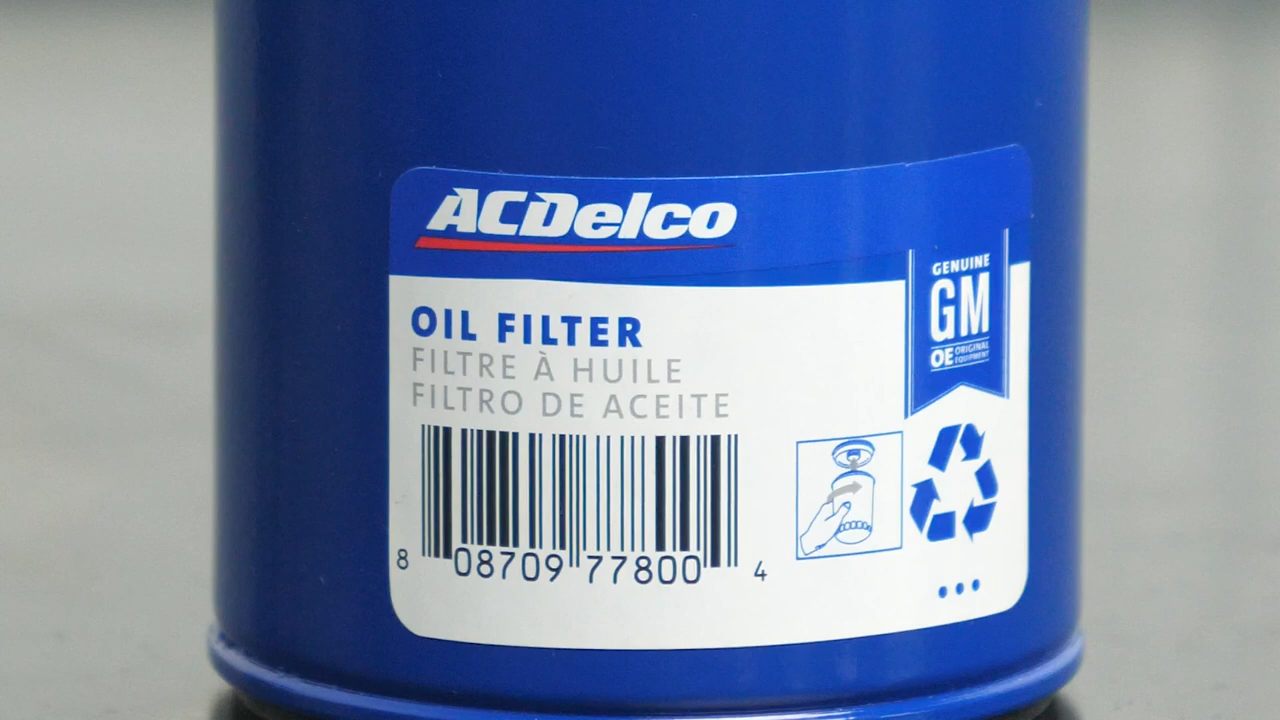 ACDelco
GENUINE
GM
OE ORIGINAL EQUIPMENT
OIL FILTER
FILTRE À HUILE
FILTRO DE ACEITE
8 08709 77800 4